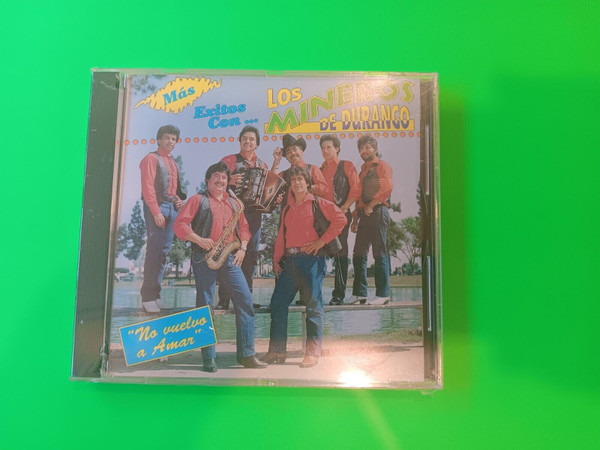 Más
Exitos
Con...
LOS
MINEROS
DE DURANGO
"No vuelvo
a Amar"